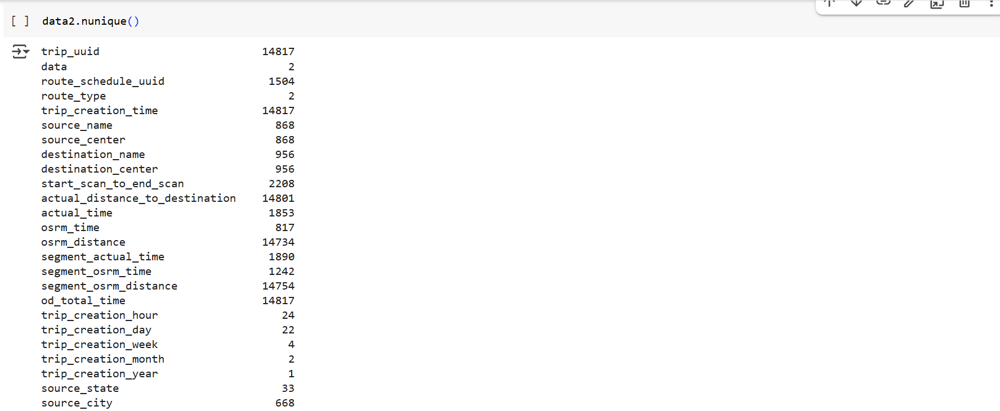 [ ] data2.nunique()
trip_uuid 14817
data 2
route_schedule_uuid 1504
route_type 2
trip_creation_time 14817
source_name 868
source_center 868
destination_name 956
destination_center 956
start_scan_to_end_scan 2208
actual_distance_to_destination 14801
actual_time 1853
osrm_time 817
osrm_distance 14734
segment_actual_time 1890
segment_osrm_time 1242
segment_osrm_distance 14754
od_total_time 14817
trip_creation_hour 24
trip_creation_day 22
trip_creation_week 4
trip_creation_month 2
trip_creation_year 1
source_state 33
source_city 668